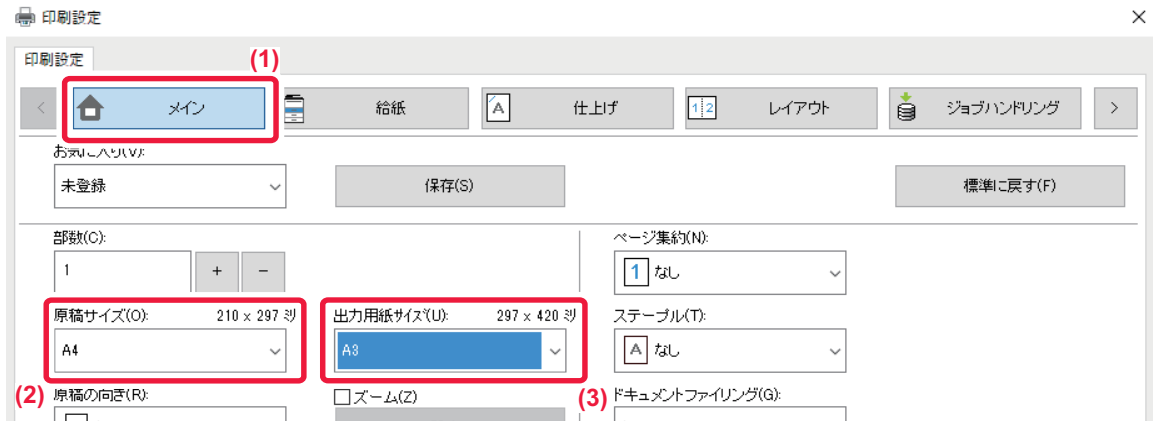 印刷設定
印刷設定
(1)
メイン
給紙
仕上げ
レイアウト
ジョブハンドリング
お気に入り(V):
未登録
保存(S)
標準に戻す(F)
部数(C):
1
+
-
ページ集約(N):
1 なし
原稿サイズ(O): 210 x 297 ミリ
A4
出力用紙サイズ(U): 297 x 420 ミリ
A3
ステープル(T):
A なし
(2)
原稿の向き(R):
ズーム(Z)
(3)
ドキュメントファイリング(G):